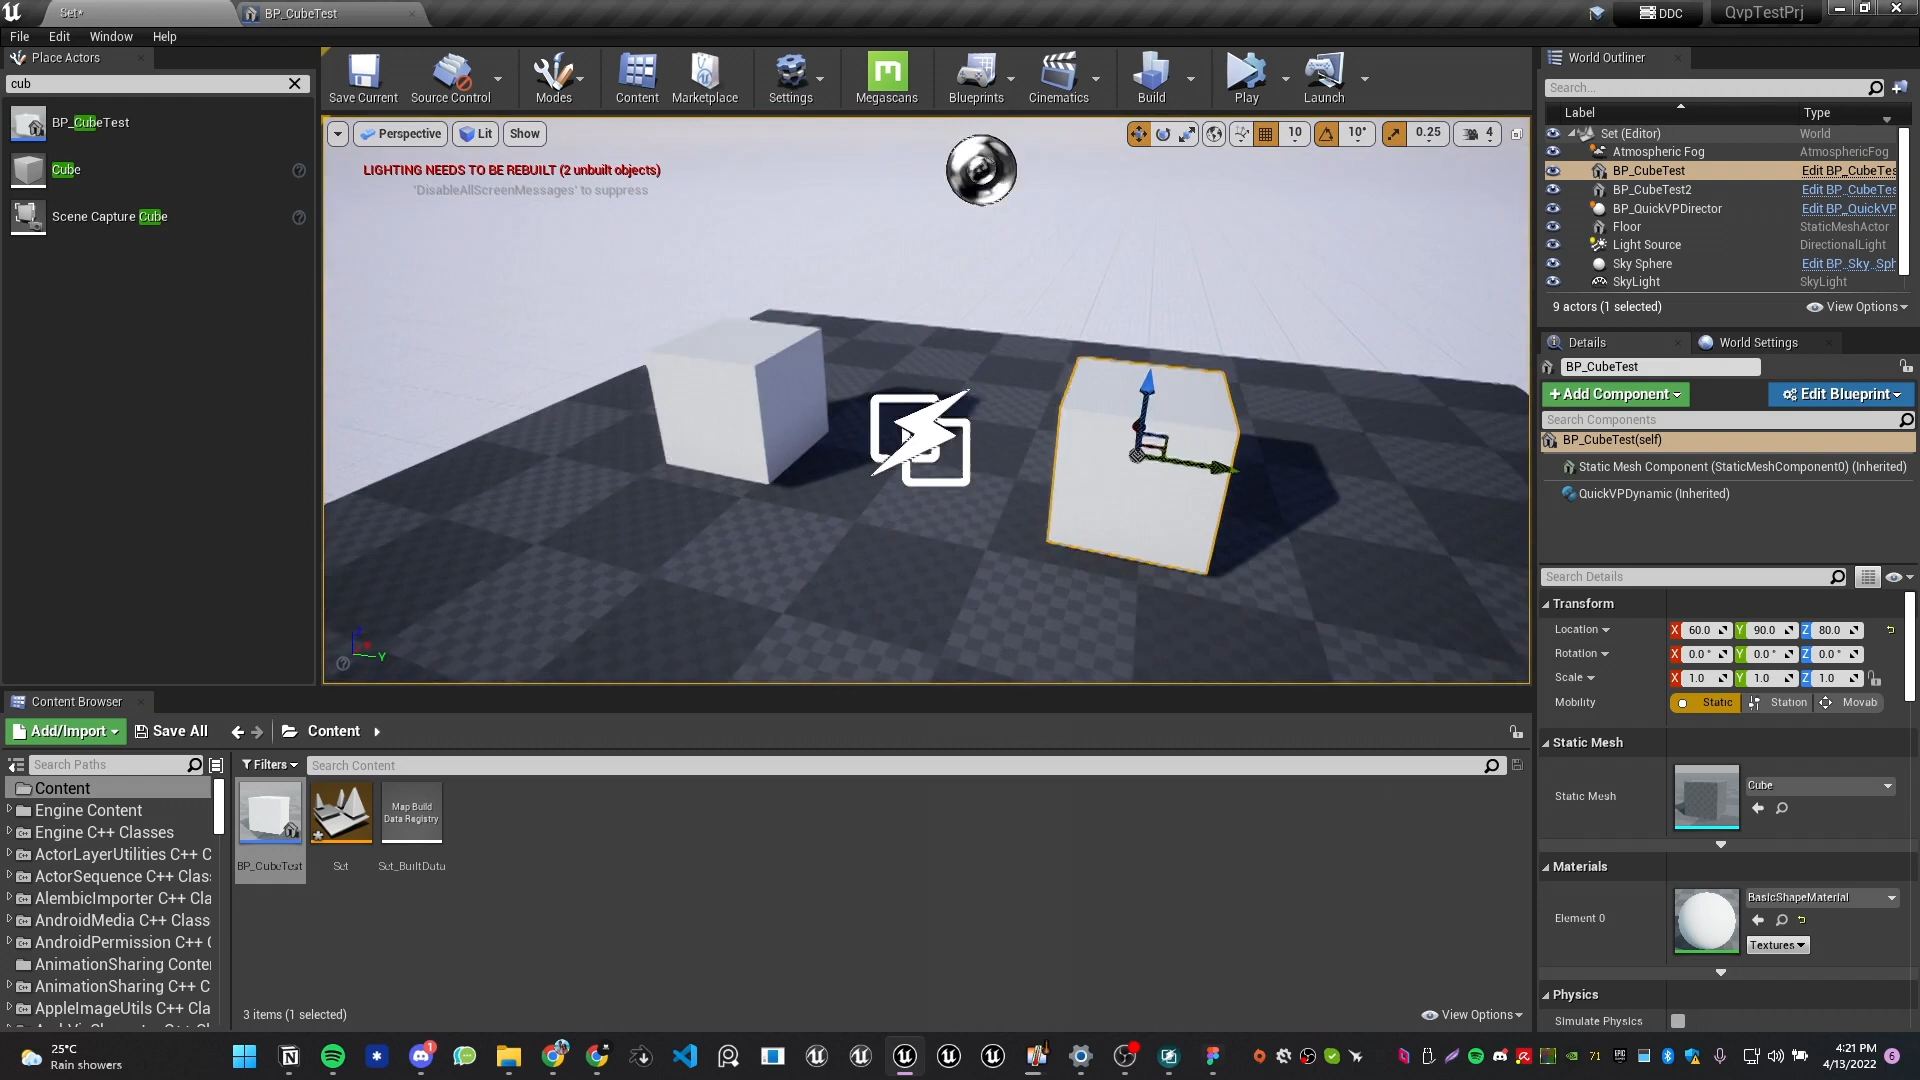 Set*
BP_CubeTest
DDC
QvpTestPrj
File Edit Window Help
Place Actors
cub
BP_CubeTest
Cube
Scene Capture Cube
Save Current
Source Control
Modes
Content
Marketplace
Settings
Megascans
Blueprints
Cinematics
Build
Play
Launch
Perspective
Lit
Show
10
10°
0.25
4
LIGHTING NEEDS TO BE REBUILT (2 unbuilt objects)
'DisableAllScreenMessages' to suppress
Y
World Outliner
Search...
Label Type
Set (Editor) World
Atmospheric Fog AtmosphericFog
BP_CubeTest Edit BP_CubeTes
BP_CubeTest2 Edit BP_CubeTes
BP_QuickVPDirector Edit BP_QuickVP
Floor StaticMeshActor
Light Source DirectionalLight
Sky Sphere Edit BP_Sky_Sph
SkyLight SkyLight
9 actors (1 selected)
View Options
Details
World Settings
BP_CubeTest
+Add Component
Edit Blueprint
Search Components
BP_CubeTest(self)
Static Mesh Component (StaticMeshComponent0) (Inherited)
QuickVPDynamic (Inherited)
Search Details
Transform
Location X 60.0 Y 90.0 Z 80.0
Rotation X 0.0 ° Y 0.0 ° Z 0.0 °
Scale X 1.0 Y 1.0 Z 1.0
Mobility Static Station Movab
Static Mesh
Static Mesh
Cube
Materials
Element 0
BasicShapeMaterial
Textures
Physics
Simulate Physics
Content Browser
Add/Import
Save All
Content
Search Paths
Filters
Search Content
Content
Engine Content
Engine C++ Classes
ActorLayerUtilities C++ C
ActorSequence C++ Clas
AlembicImporter C++ Cla
AndroidMedia C++ Class
AndroidPermission C++ C
AnimationSharing Conte
AnimationSharing C++ C
AppleImageUtils C++ Cla
BP_CubeTest
Set
Map Build
Data Registry
Set_BuiltData
3 items (1 selected)
View Options
25°C
Rain showers
1
71
4:21 PM
4/13/2022
6